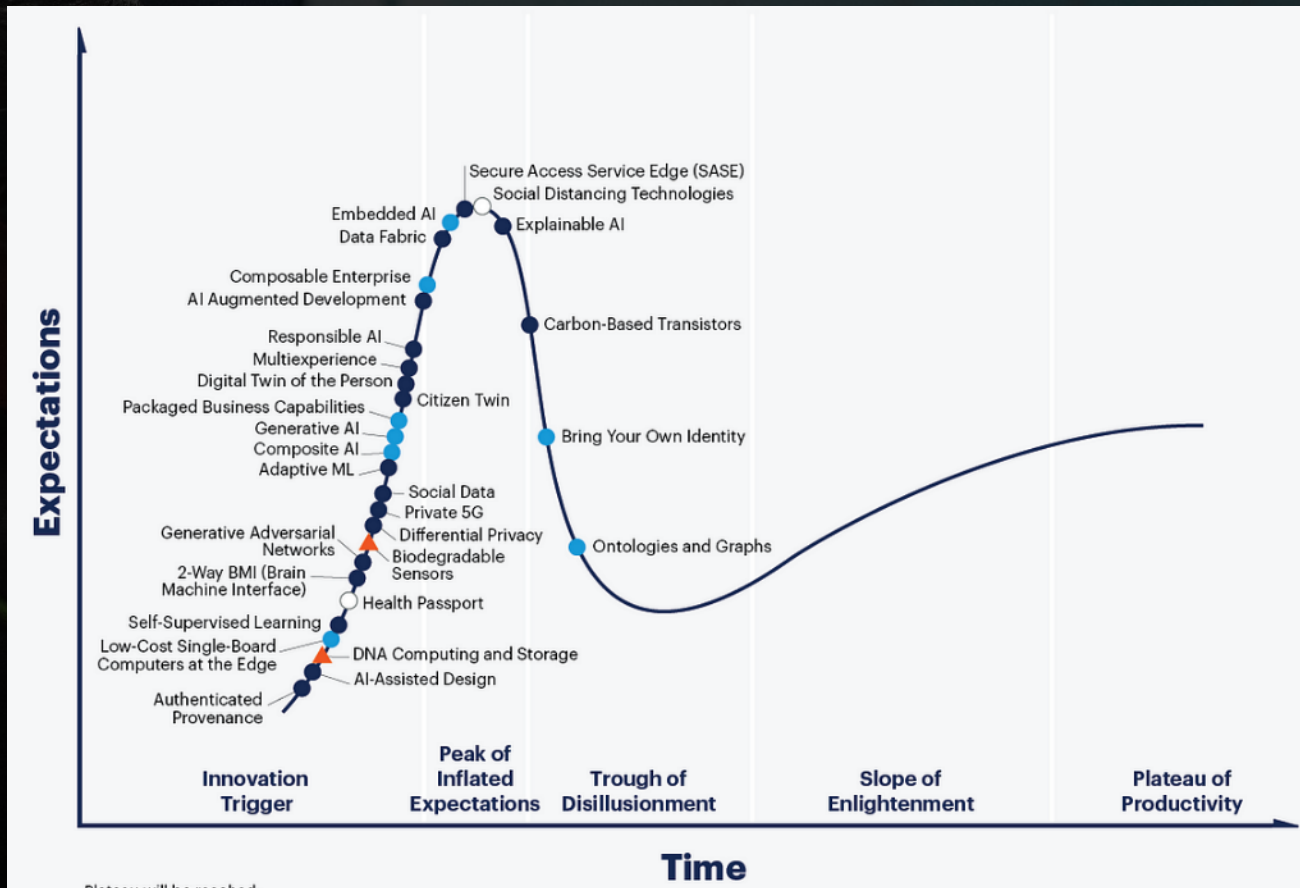 Secure Access Service Edge (SASE)
Social Distancing Technologies
Embedded AI
Explainable AI
Data Fabric
Composable Enterprise
AI Augmented Development
Carbon-Based Transistors
Responsible AI
Multiexperience
Digital Twin of the Person
Citizen Twin
Packaged Business Capabilities
Generative AI
Bring Your Own Identity
Composite AI
Adaptive ML
Social Data
Private 5G
Generative Adversarial
Networks
Differential Privacy
Ontologies and Graphs
Biodegradable
Sensors
2-Way BMI (Brain
Machine Interface)
Health Passport
Self-Supervised Learning
Low-Cost Single-Board
Computers at the Edge
DNA Computing and Storage
AI-Assisted Design
Authenticated
Provenance
Expectations
Innovation
Trigger
Peak of
Inflated
Expectations
Trough of
Disillusionment
Slope of
Enlightenment
Plateau of
Productivity
Time
Plateau will be reached